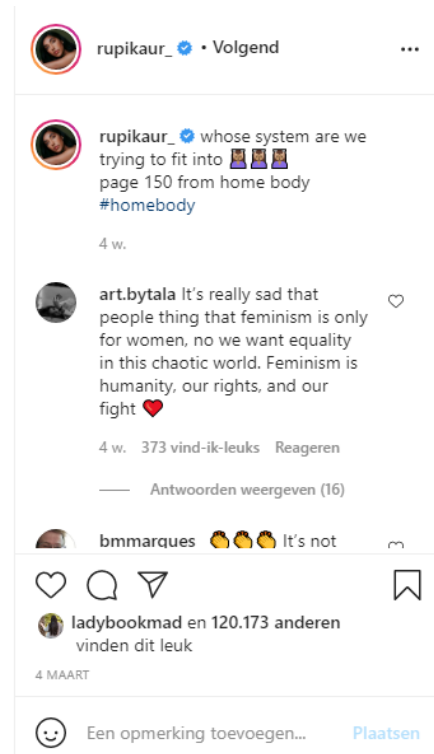 rupikaur_ • Volgend
rupikaur_ whose system are we
trying to fit into 💆🏽‍♀️💆🏽‍♀️💆🏽‍♀️
page 150 from home body
#homebody
4 w.
art.bytala It's really sad that
people thing that feminism is only
for women, no we want equality
in this chaotic world. Feminism is
humanity, our rights, and our
fight ❤️
4 w. 373 vind-ik-leuks Reageren
Antwoorden weergeven (16)
bmmarques 👏👏👏 It's not
ladybookmad en 120.173 anderen
vinden dit leuk
4 MAART
Een opmerking toevoegen... Plaatsen